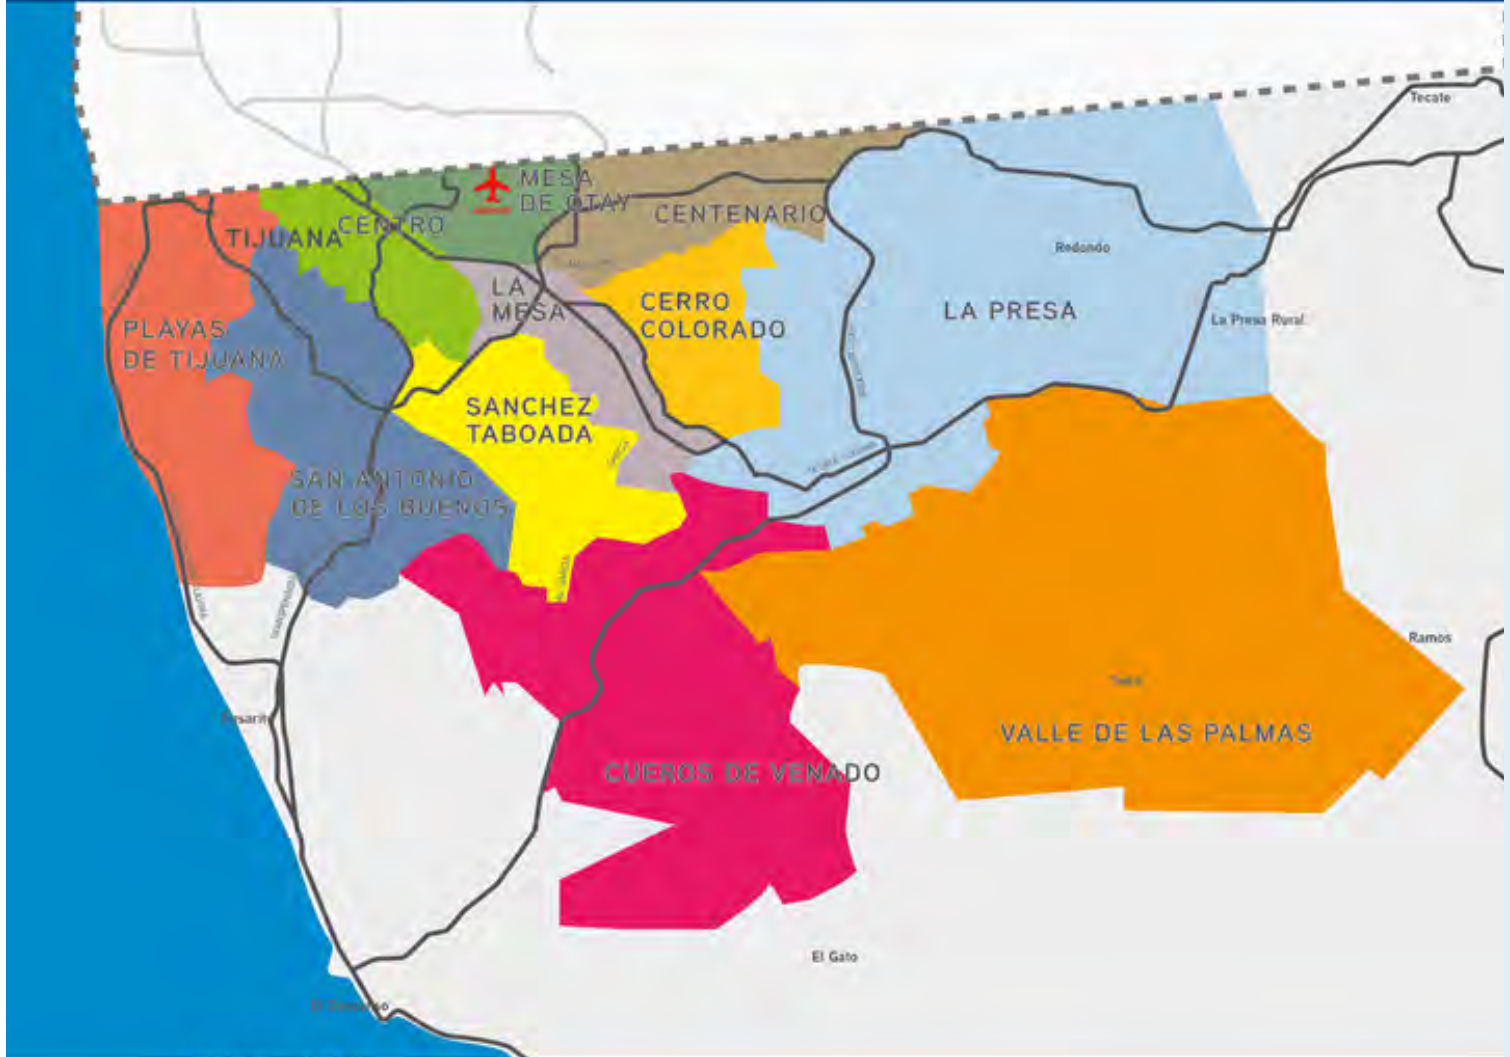 Tecate
MESA
DE OTAY
CENTENARIO
CENTRO
TIJUANA
Redondo
LA
MESA
CERRO
COLORADO
LA PRESA
La Presa Rural
PLAYAS
DE TIJUANA
SANCHEZ
TABOADA
SAN ANTONIO
DE LOS BUENOS
Ramos
VALLE DE LAS PALMAS
CUEROS DE VENADO
El Gato